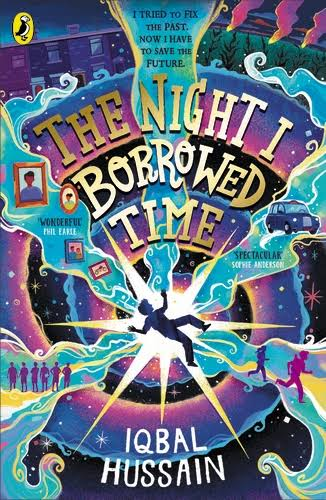 I TRIED TO FIX
THE PAST.
NOW I HAVE
TO SAVE THE
FUTURE.
THE NIGHT I
BORROWED
TIME
'WONDERFUL'
PHIL EARLE
'SPECTACULAR'
SOPHIE ANDERSON
IQBAL
HUSSAIN